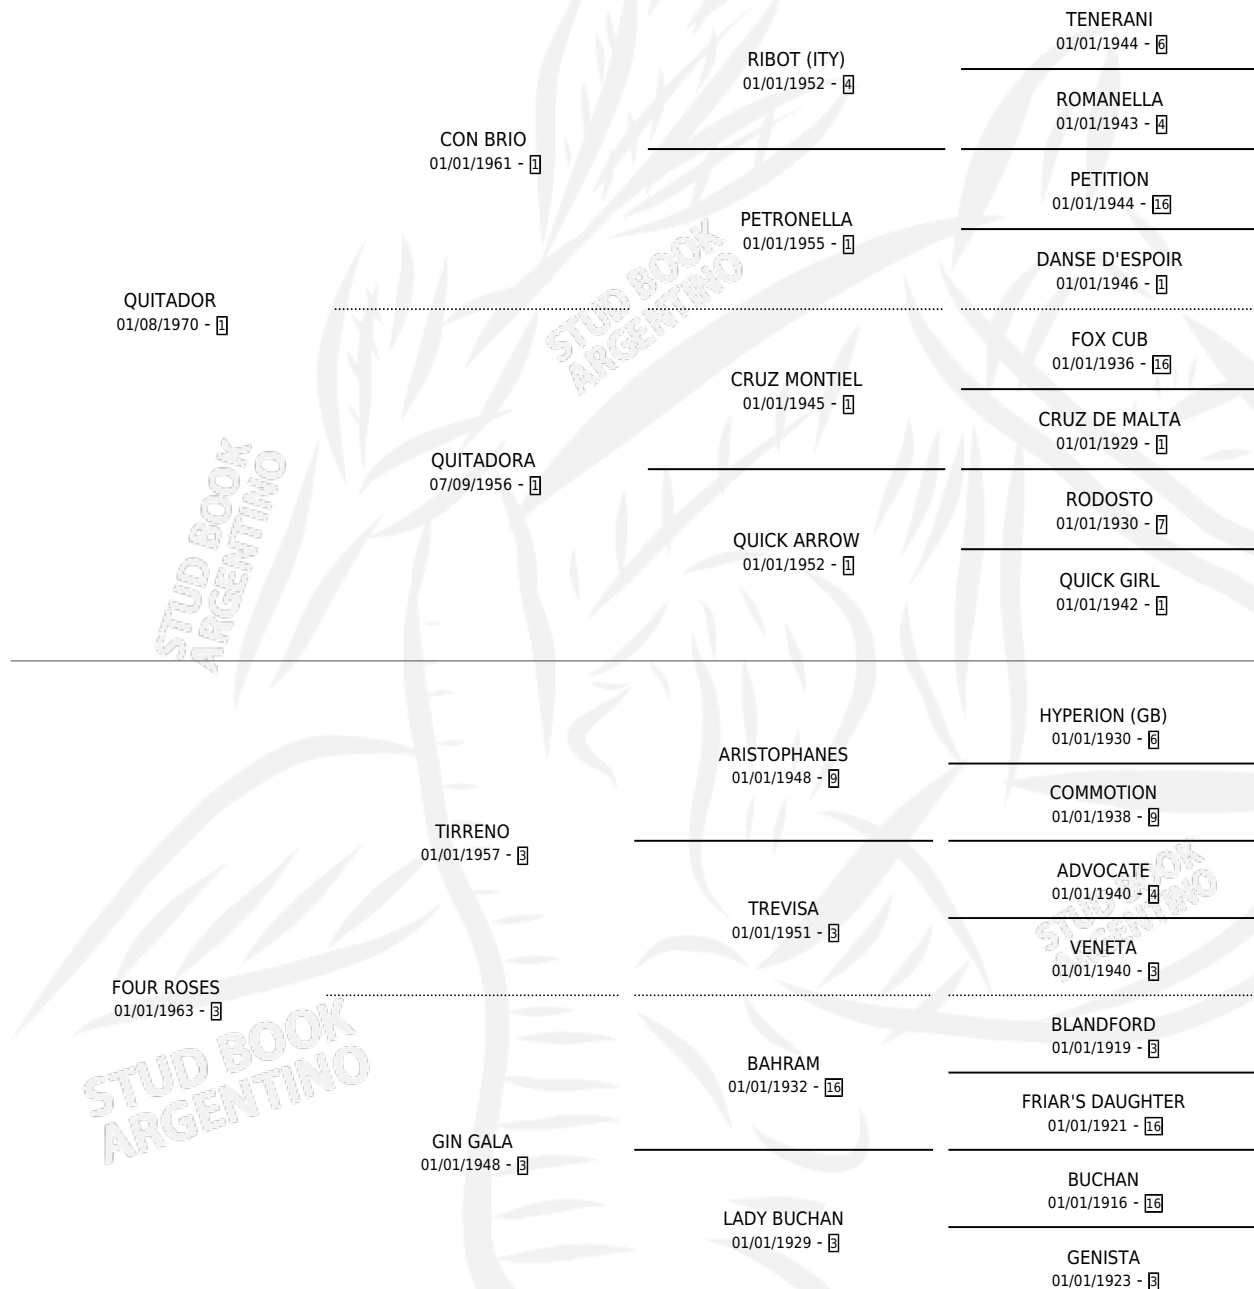 TENERANI
01/01/1944 - 6
RIBOT (ITY)
01/01/1952 - 4
ROMANELLA
01/01/1943 - 4
CON BRIO
01/01/1961 - 1
PETITION
01/01/1944 - 16
PETRONELLA
01/01/1955 - 1
DANSE D'ESPOIR
01/01/1946 - 1
QUITADOR
01/08/1970 - 1
STUD BOOK
ARGENTINO
FOX CUB
01/01/1936 - 16
CRUZ MONTIEL
01/01/1945 - 1
CRUZ DE MALTA
01/01/1929 - 1
QUITADORA
07/09/1956 - 1
RODOSTO
01/01/1930 - 7
QUICK ARROW
01/01/1952 - 1
QUICK GIRL
01/01/1942 - 1
STUD BOOK
ARGENTINO
HYPERION (GB)
01/01/1930 - 6
ARISTOPHANES
01/01/1948 - 9
COMMOTION
01/01/1938 - 9
TIRRENO
01/01/1957 - 3
ADVOCATE
01/01/1940 - 4
TREVISA
01/01/1951 - 3
VENETA
01/01/1940 - 3
STUD BOOK
ARGENTINO
FOUR ROSES
01/01/1963 - 3
BLANDFORD
01/01/1919 - 3
BAHRAM
01/01/1932 - 16
FRIAR'S DAUGHTER
01/01/1921 - 16
STUD BOOK
ARGENTINO
GIN GALA
01/01/1948 - 3
BUCHAN
01/01/1916 - 16
LADY BUCHAN
01/01/1929 - 3
GENISTA
01/01/1923 - 3